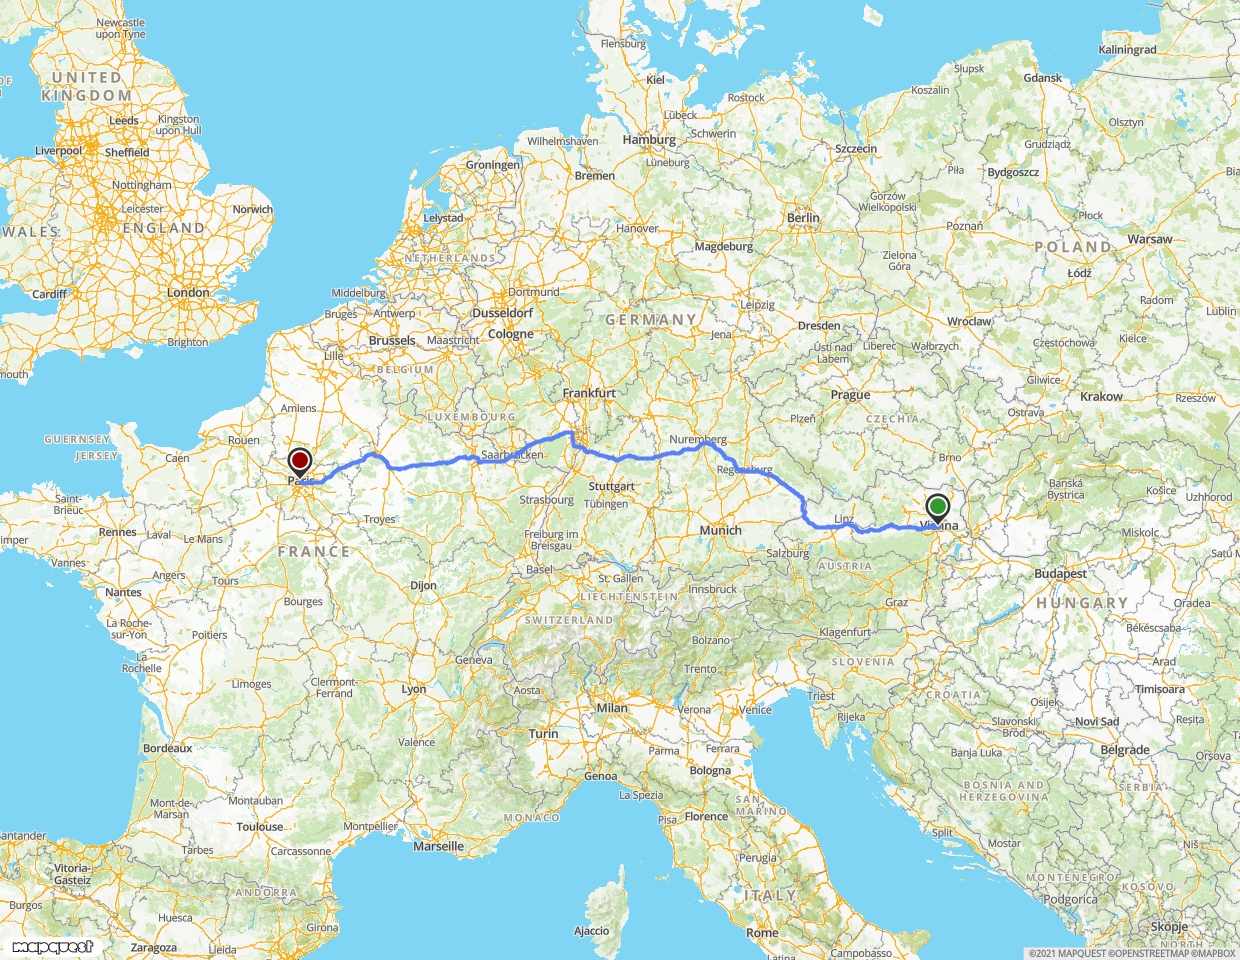 Newcastle
upon Tyne
UNITED
KINGDOM
Leeds
Kingston
upon Hull
Liverpool
Sheffield
Nottingham
Leicester
Norwich
WALES
ENGLAND
Cardiff
London
Brighton
mouth
OF
GUERNSEY
JERSEY
Flensburg
Kiel
Lübeck
Rostock
Schwerin
Wilhelmshaven
Hamburg
Lüneburg
Groningen
Bremen
Lelystad
NETHERLANDS
Hanover
Magdeburg
Berlin
Middelburg
Bruges
Antwerp
Dortmund
Dusseldorf
Cologne
Brussels
Maastricht
Lille
BELGIUM
GERMANY
Leipzig
Jena
Dresden
Frankfurt
LUXEMBOURG
Amiens
Rouen
Caen
Paris
Saarbrücken
Nuremberg
Regensburg
Stuttgart
Tübingen
Strasbourg
Freiburg im
Breisgau
Munich
Basel
St. Gallen
LIECHTENSTEIN
SWITZERLAND
Słupsk
Koszalin
Gdansk
Kaliningrad
Olsztyn
Grudziądz
Szczecin
Piła
Bydgoszcz
Bia
Gorzów
Wielkopolski
Płock
Poznań
POLAND
Warsaw
Zielona
Góra
Łódź
Radom
Lublin
Wroclaw
Częstochowa
Kielce
Ústí nad
Labem
Liberec
Wałbrzych
Gliwice
Krakow
Rzeszów
Prague
Plzeň
CZECHIA
Ostrava
Brno
Banská
Bystrica
Košice
Uzhhorod
Miskolc
Satu M
Linz
Vienna
Salzburg
AUSTRIA
Innsbruck
Graz
Klagenfurt
Budapest
HUNGARY
Oradea
Békéscsaba
Arad
Timișoara
Saint-
Brieuc
imper
Rennes
Laval
Le Mans
Vannes
Angers
Nantes
Tours
FRANCE
Troyes
Dijon
Bourges
La Roche-
sur-Yon
Poitiers
La
Rochelle
Limoges
Clermont-
Ferrand
Geneva
Lyon
Aosta
Bordeaux
Valence
Turin
Milan
Bolzano
Trento
Verona
Venice
Triest
Rijeka
SLOVENIA
CROATIA
Osijek
Slavonski-
Brod
Novi Sad
Reșița
Banja Luka
Belgrade
Orșova
BOSNIA AND
HERZEGOVINA
SERBIA
Parma
Ferrara
Genoa
Bologna
La Spezia
Pisa
Florence
SAN
MARINO
MONACO
Mont-de-
Marsan
Montauban
Toulouse
Montpellier
Marseille
Tarbes
Carcassonne
antander
Vitoria-
Gasteiz
Burgos
ANDORRA
Huesca
Girona
Zaragoza
Lleida
Perugia
ITALY
Ajaccio
Rome
Latina
Campobasso
Split
Mostar
Niš
MONTENEGRO
KOSOVO
Podgorica
Skopje
NORTH
mapquest
©2021 MAPQUEST ©OPENSTREETMAP ©MAPBOX